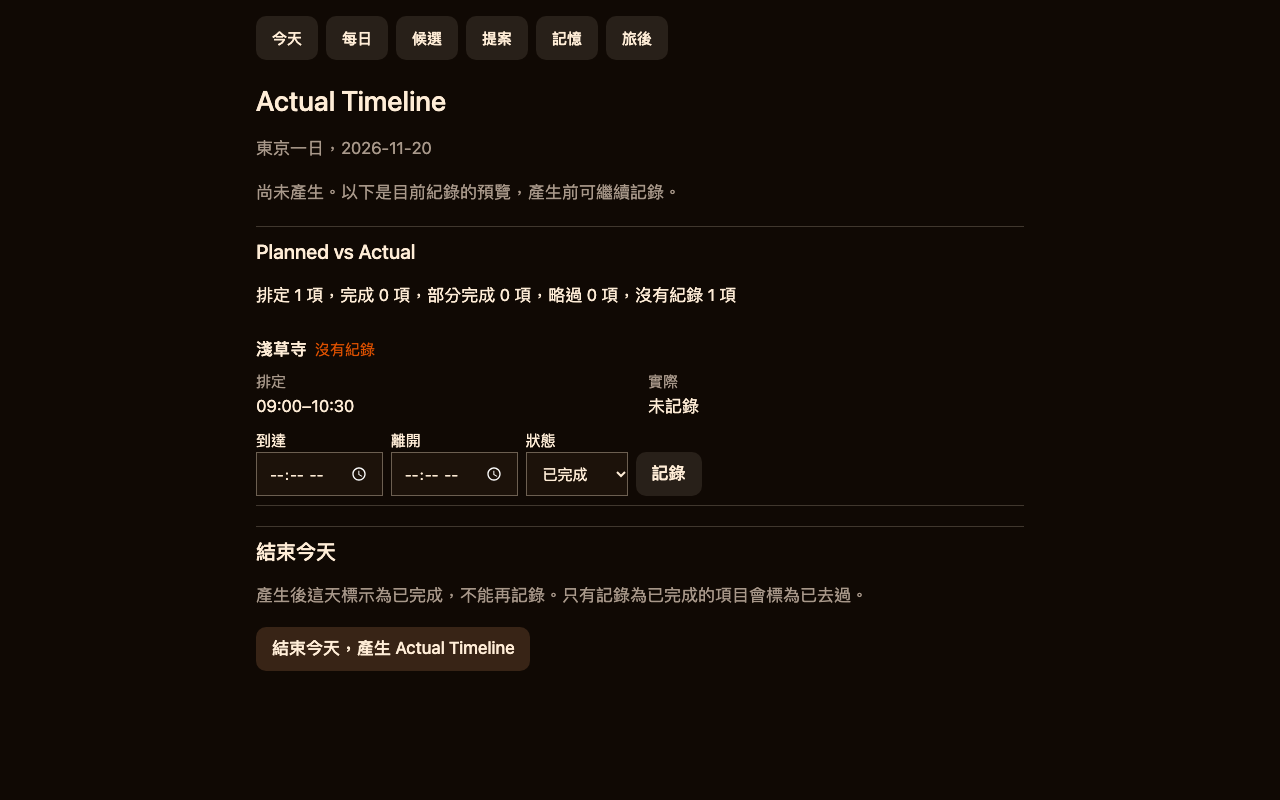 今天 每日 候選 提案 記憶 旅後
Actual Timeline
東京一日，2026-11-20
尚未產生。以下是目前紀錄的預覽，產生前可繼續記錄。
Planned vs Actual
排定 1 項，完成 0 項，部分完成 0 項，略過 0 項，沒有紀錄 1 項
淺草寺 沒有紀錄
排定 實際
09:00–10:30 未記錄
到達 離開 狀態
--:-- -- --:-- -- 已完成 記錄
結束今天
產生後這天標示為已完成，不能再記錄。只有記錄為已完成的項目會標為已去過。
結束今天，產生 Actual Timeline